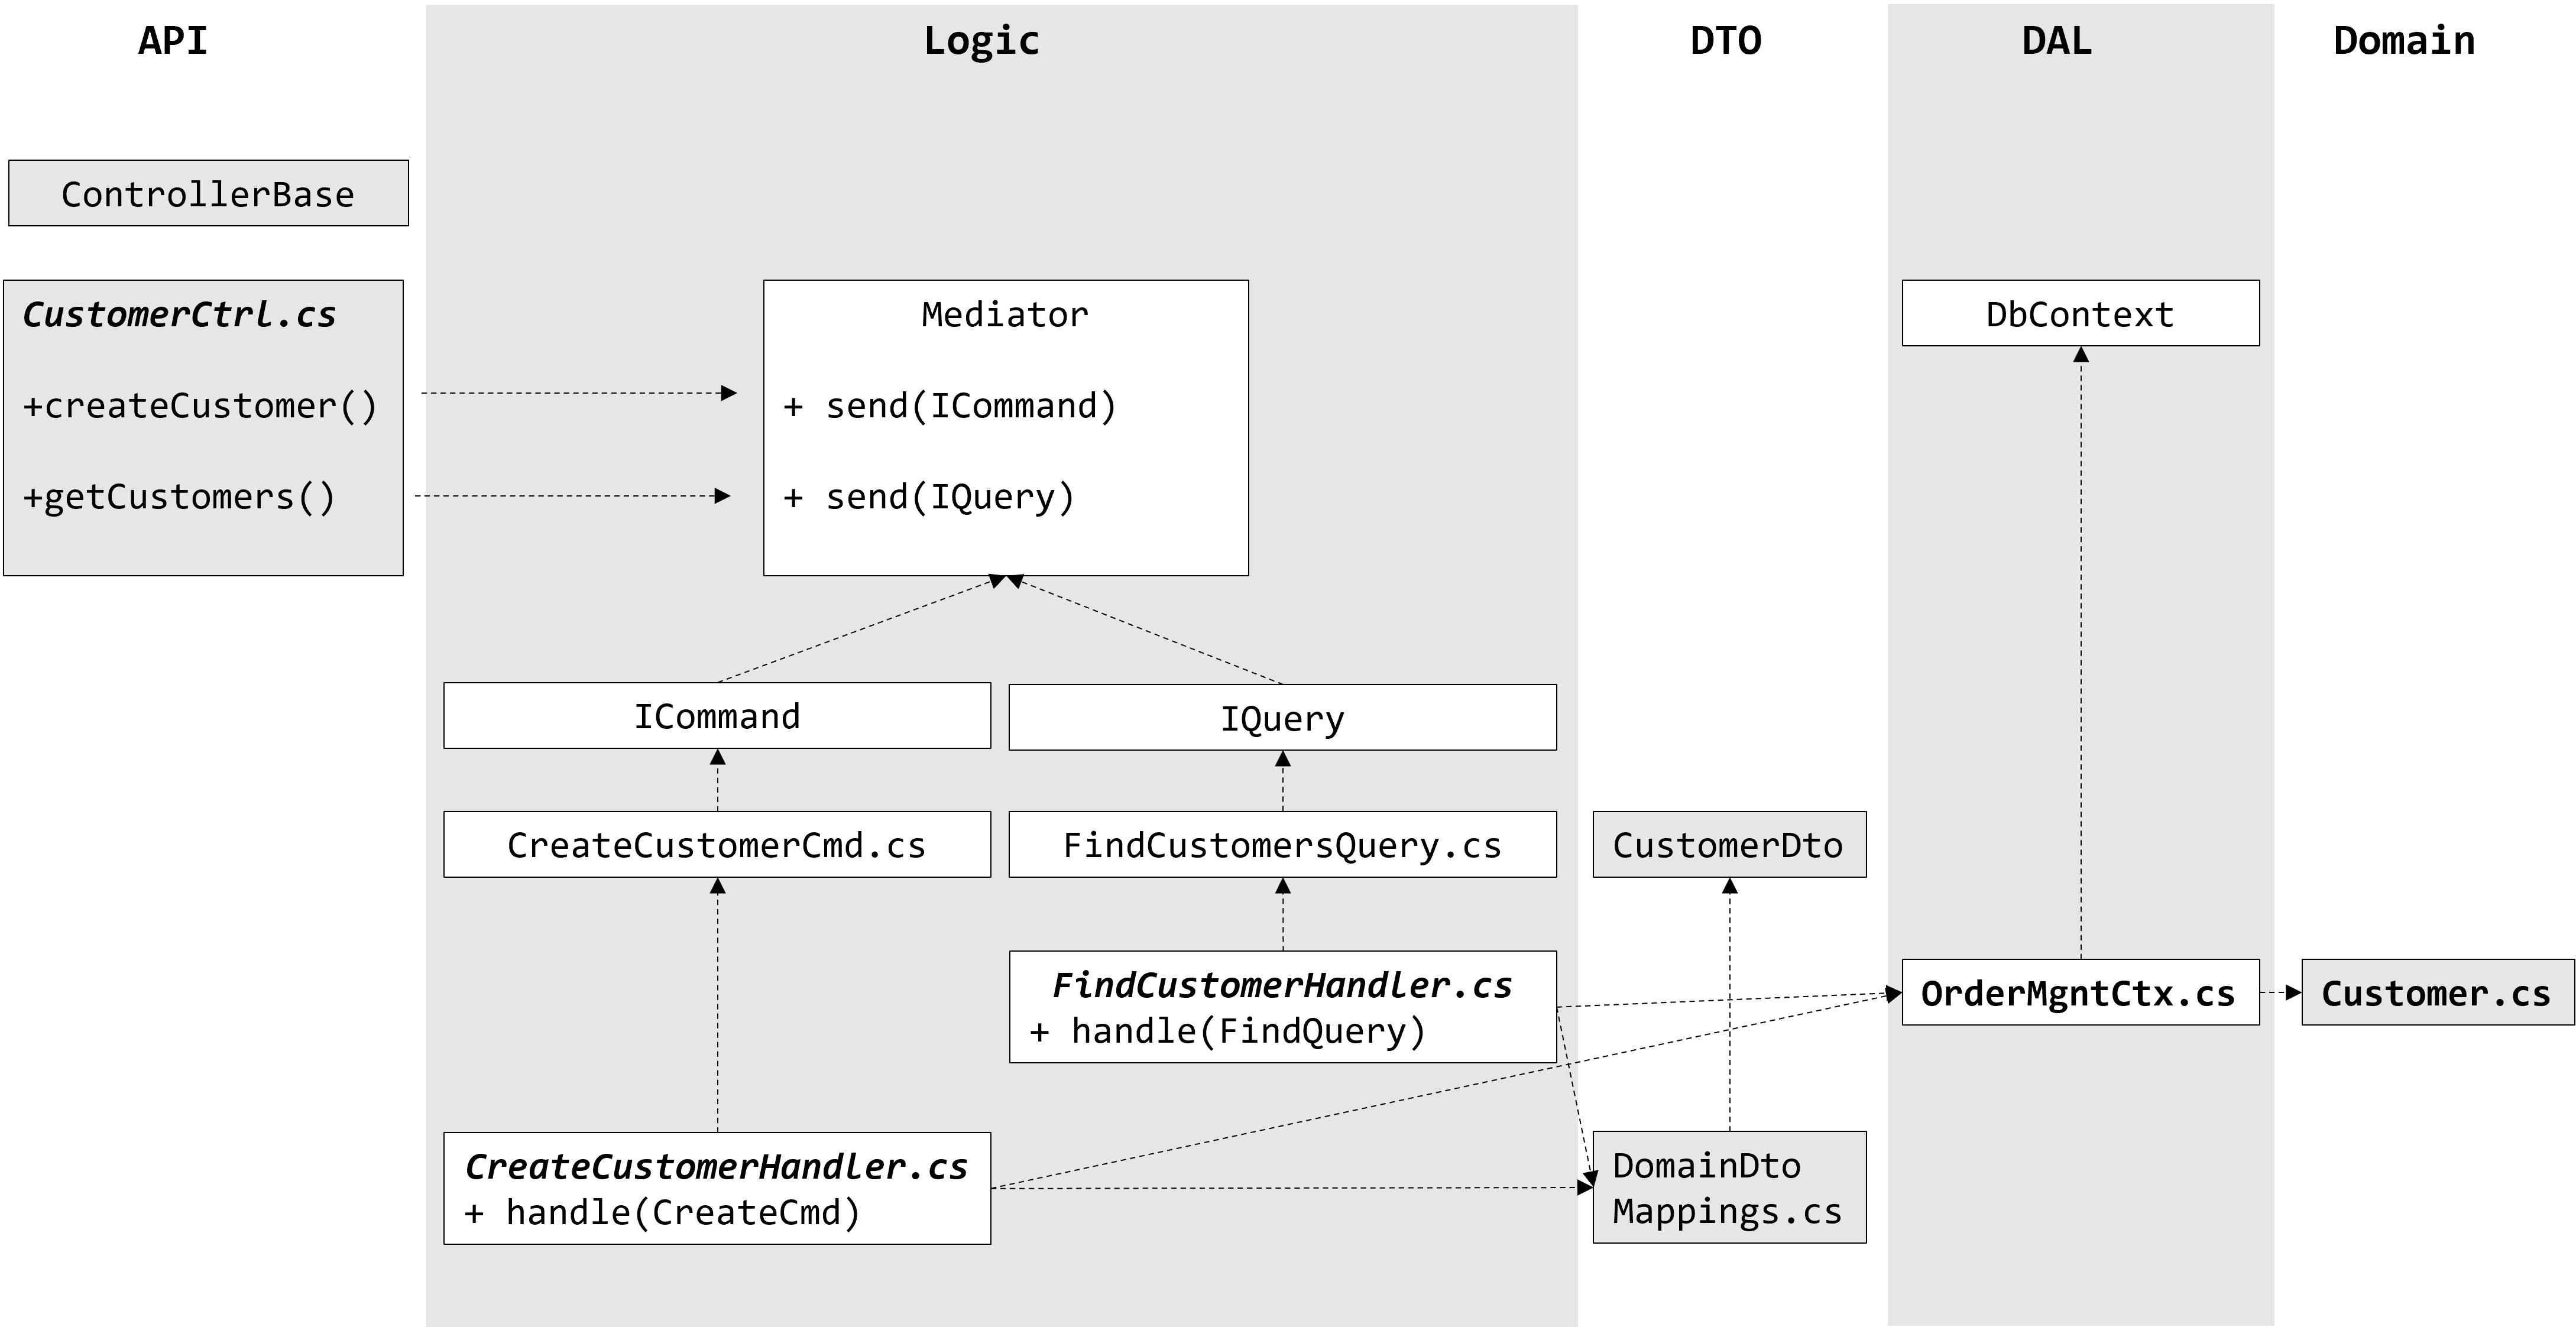 API
Logic
DTO
DAL
Domain
ControllerBase
CustomerCtrl.cs
+createCustomer()
+getCustomers()
Mediator
+ send(ICommand)
+ send(IQuery)
DbContext
ICommand
IQuery
CreateCustomerCmd.cs
FindCustomersQuery.cs
CustomerDto
FindCustomerHandler.cs
+ handle(FindQuery)
OrderMgntCtx.cs
Customer.cs
CreateCustomerHandler.cs
+ handle(CreateCmd)
DomainDto
Mappings.cs